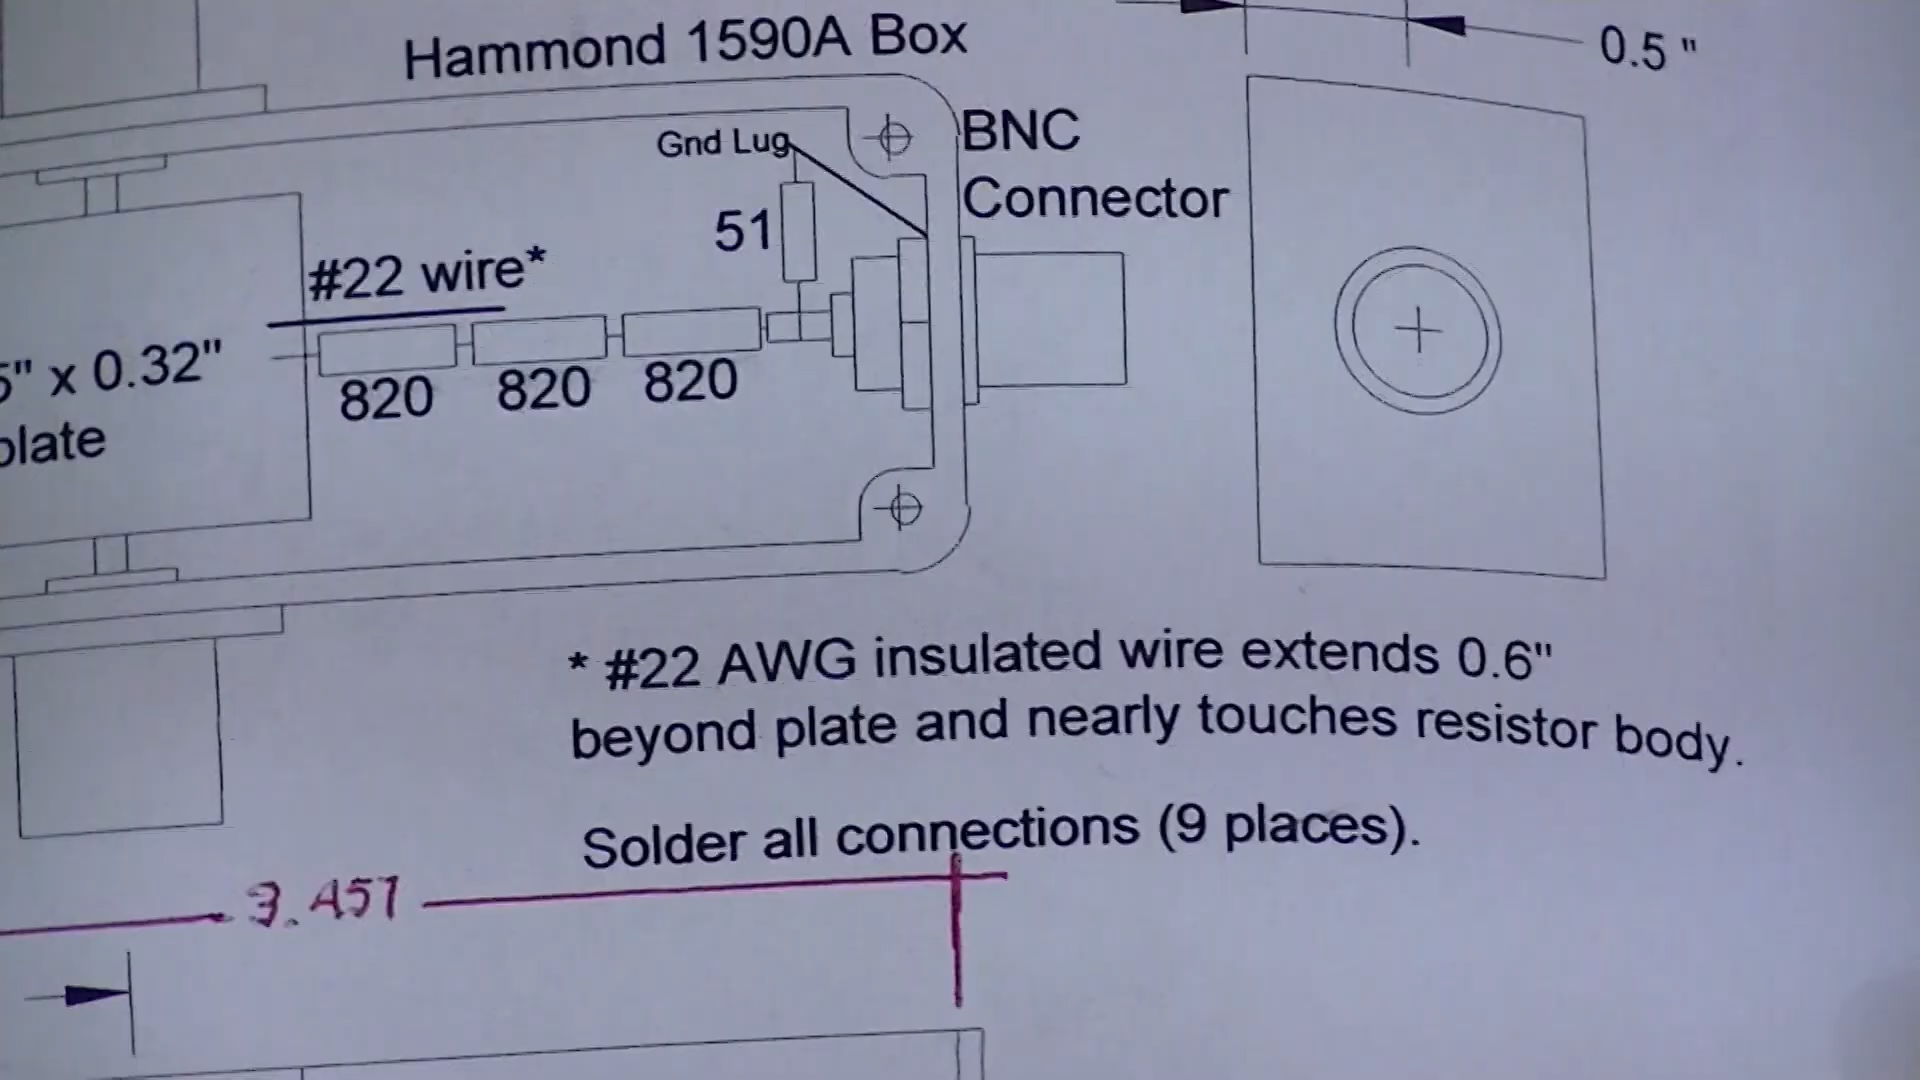 Hammond 1590A Box
0.5 "
BNC
Connector
Gnd Lug
51
#22 wire*
5" x 0.32"
plate
820 820 820
* #22 AWG insulated wire extends 0.6"
beyond plate and nearly touches resistor body.
Solder all connections (9 places).
3.457